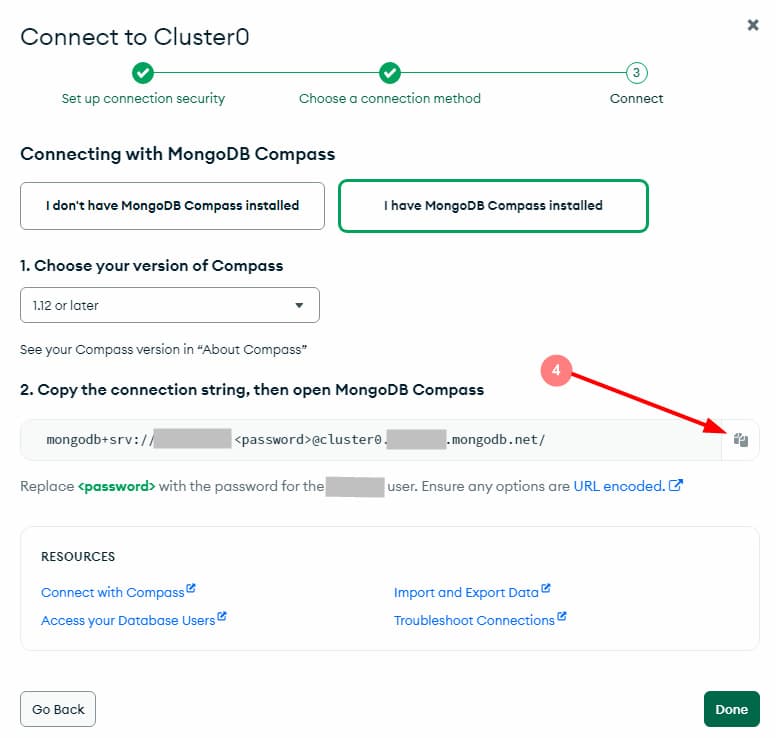 Connect to Cluster0
3
Set up connection security
Choose a connection method
Connect
Connecting with MongoDB Compass
I don't have MongoDB Compass installed
I have MongoDB Compass installed
1. Choose your version of Compass
1.12 or later
See your Compass version in “About Compass”
4
2. Copy the connection string, then open MongoDB Compass
mongodb+srv:// <password>@cluster0. .mongodb.net/
Replace <password> with the password for the user. Ensure any options are URL encoded.
RESOURCES
Connect with Compass
Import and Export Data
Access your Database Users
Troubleshoot Connections
Go Back
Done